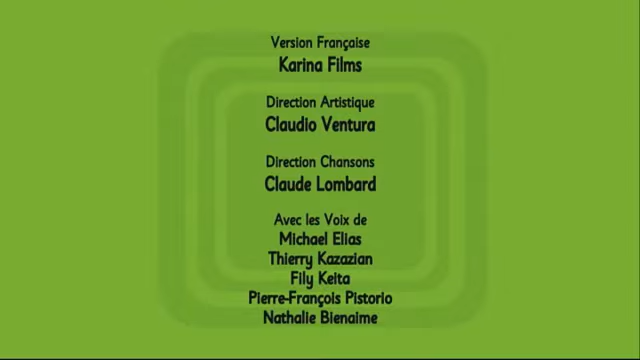 Version Française
Karina Films
Direction Artistique
Claudio Ventura
Direction Chansons
Claude Lombard
Avec les Voix de
Michael Elias
Thierry Kazazian
Fily Keita
Pierre-François Pistorio
Nathalie Bienaime